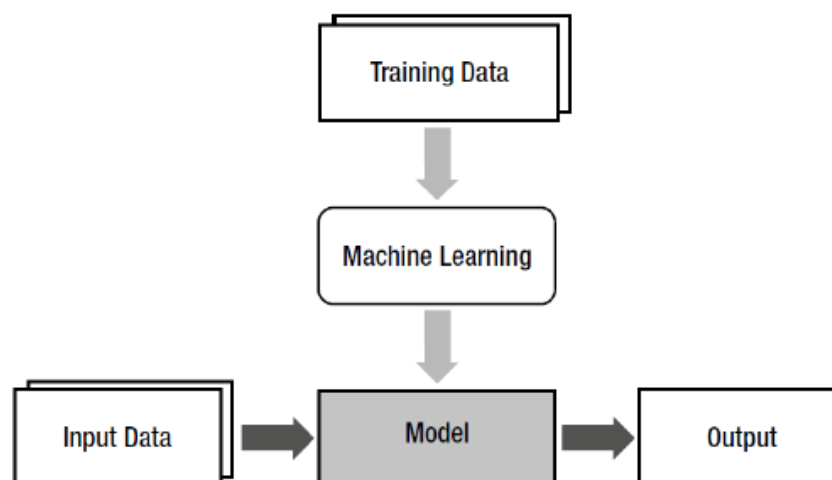 Training Data
Machine Learning
Input Data
Model
Output